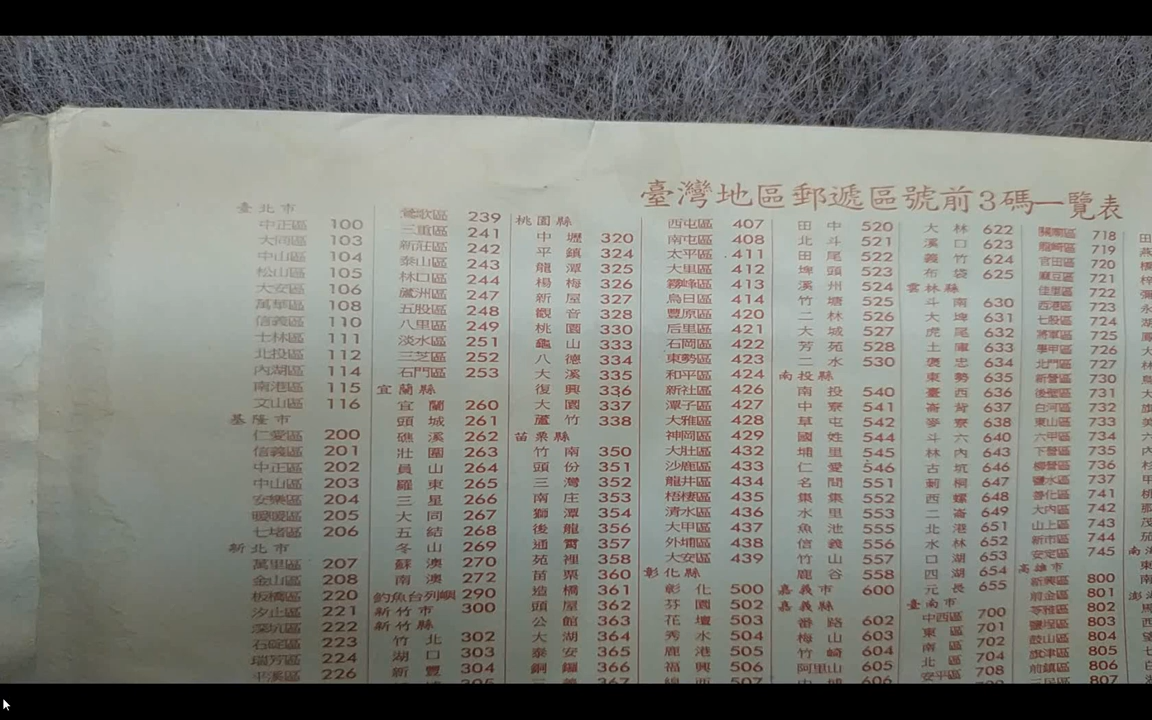 臺灣地區郵遞區號前3碼一覽表
臺北市
中正區 100
大同區 103
中山區 104
松山區 105
大安區 106
萬華區 108
信義區 110
士林區 111
北投區 112
內湖區 114
南港區 115
文山區 116
基隆市
仁愛區 200
信義區 201
中正區 202
中山區 203
安樂區 204
暖暖區 205
七堵區 206
新北市
萬里區 207
金山區 208
板橋區 220
汐止區 221
深坑區 222
石碇區 223
瑞芳區 224
平溪區 226
鶯歌區 239
三重區 241
新莊區 242
泰山區 243
林口區 244
蘆洲區 247
五股區 248
八里區 249
淡水區 251
三芝區 252
石門區 253
宜蘭縣
宜蘭 260
頭城 261
礁溪 262
壯圍 263
員山 264
羅東 265
三星 266
大同 267
五結 268
冬山 269
蘇澳 270
南澳 272
釣魚台列嶼 290
新竹市 300
新竹縣
竹北 302
湖口 303
新豐 304
305
桃園縣
中壢 320
平鎮 324
龍潭 325
楊梅 326
新屋 327
觀音 328
桃園 330
龜山 333
八德 334
大溪 335
復興 336
大園 337
蘆竹 338
苗栗縣
竹南 350
頭份 351
三灣 352
南庄 353
獅潭 354
後龍 356
通霄 357
苑裡 358
苗栗 360
造橋 361
頭屋 362
公館 363
大湖 364
泰安 365
銅鑼 366
三義 367
西屯區 407
南屯區 408
太平區 411
大里區 412
霧峰區 413
烏日區 414
豐原區 420
后里區 421
石岡區 422
東勢區 423
和平區 424
新社區 426
潭子區 427
大雅區 428
神岡區 429
大肚區 432
沙鹿區 433
龍井區 434
梧棲區 435
清水區 436
大甲區 437
外埔區 438
大安區 439
彰化縣
彰化 500
芬園 502
花壇 503
秀水 504
鹿港 505
福興 506
線西 507
田中 520
北斗 521
田尾 522
埤頭 523
溪州 524
竹塘 525
二林 526
大城 527
芳苑 528
二水 530
南投縣
南投 540
中寮 541
草屯 542
國姓 544
埔里 545
仁愛 546
名間 551
集集 552
水里 553
魚池 555
信義 556
竹山 557
鹿谷 558
嘉義市 600
嘉義縣
番路 602
梅山 603
竹崎 604
阿里山 605
中埔 606
大林 622
溪口 623
義竹 624
布袋 625
雲林縣
斗南 630
大埤 631
虎尾 632
土庫 633
褒忠 634
東勢 635
臺西 636
崙背 637
麥寮 638
斗六 640
林內 643
古坑 646
莿桐 647
西螺 648
二崙 649
北港 651
水林 652
口湖 653
四湖 654
元長 655
臺南市
中西區 700
東區 701
南區 702
北區 704
安平區 708
關廟區 718
龍崎區 719
官田區 720
麻豆區 721
佳里區 722
西港區 723
七股區 724
將軍區 725
學甲區 726
北門區 727
新營區 730
後壁區 731
白河區 732
東山區 733
六甲區 734
下營區 735
柳營區 736
鹽水區 737
善化區 741
大內區 742
山上區 743
新市區 744
安定區 745
高雄市
新興區 800
前金區 801
苓雅區 802
鹽埕區 803
鼓山區 804
旗津區 805
前鎮區 806
三民區 807